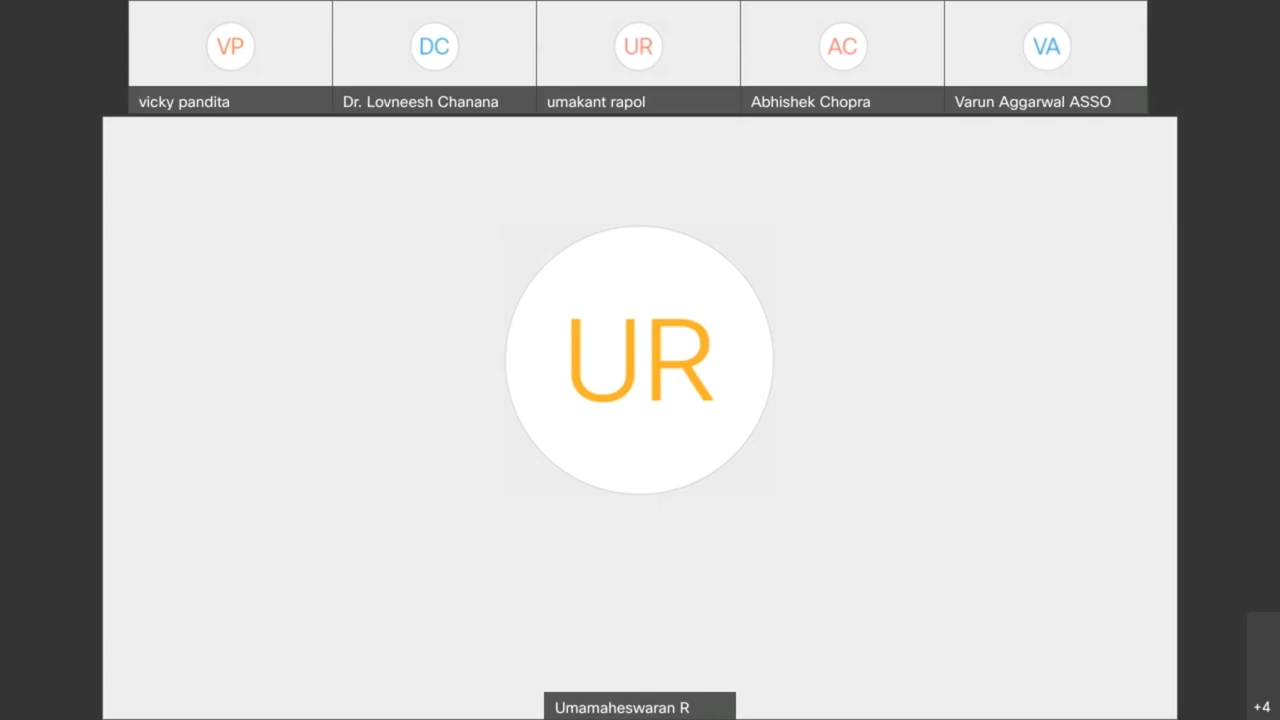 VP
DC
UR
AC
VA
vicky pandita
Dr. Lovneesh Chanana
umakant rapol
Abhishek Chopra
Varun Aggarwal ASSO
UR
Umamaheswaran R
+4